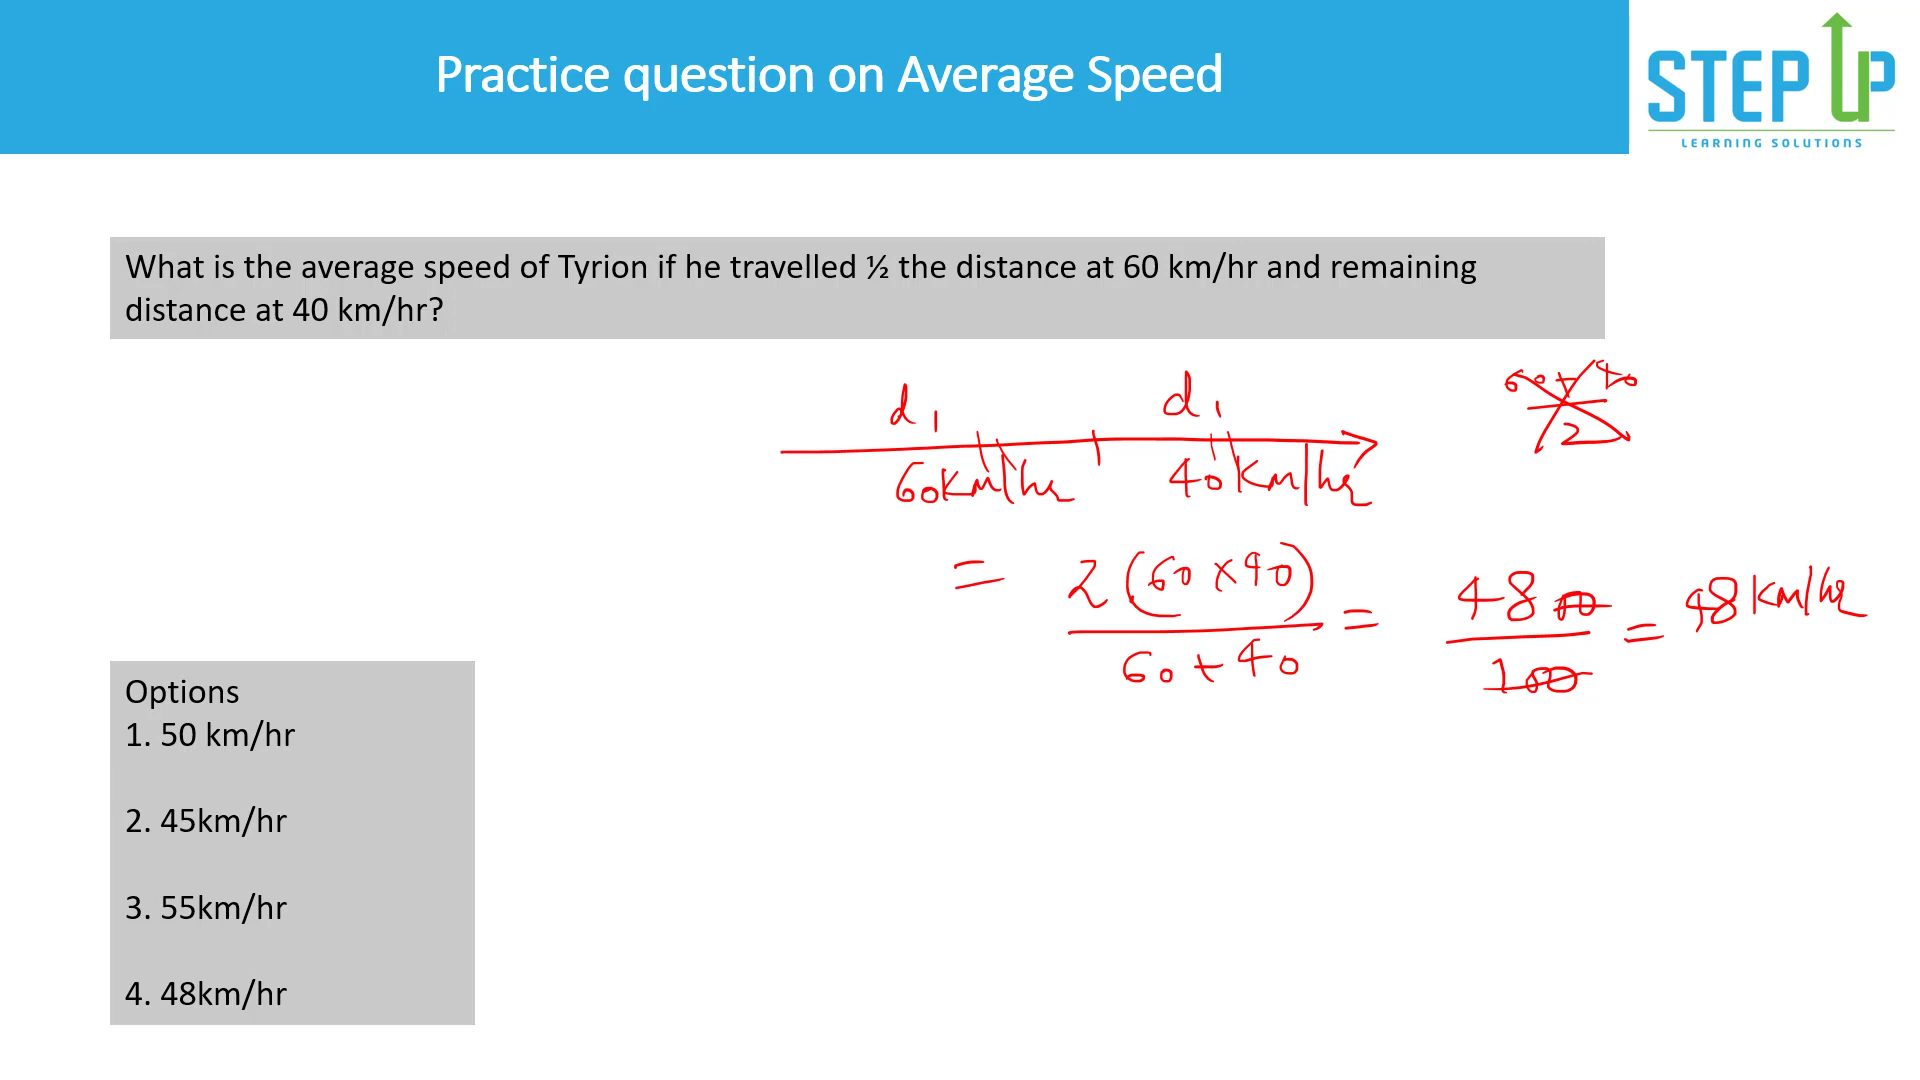 Practice question on Average Speed
STEP UP
LEARNING SOLUTIONS
What is the average speed of Tyrion if he travelled ½ the distance at 60 km/hr and remaining
distance at 40 km/hr?
d1 d1
60+40
2
60km/hr 40km/hr
= 2(60×40) = 4800 = 48km/hr
60+40 100
Options
1. 50 km/hr
2. 45km/hr
3. 55km/hr
4. 48km/hr